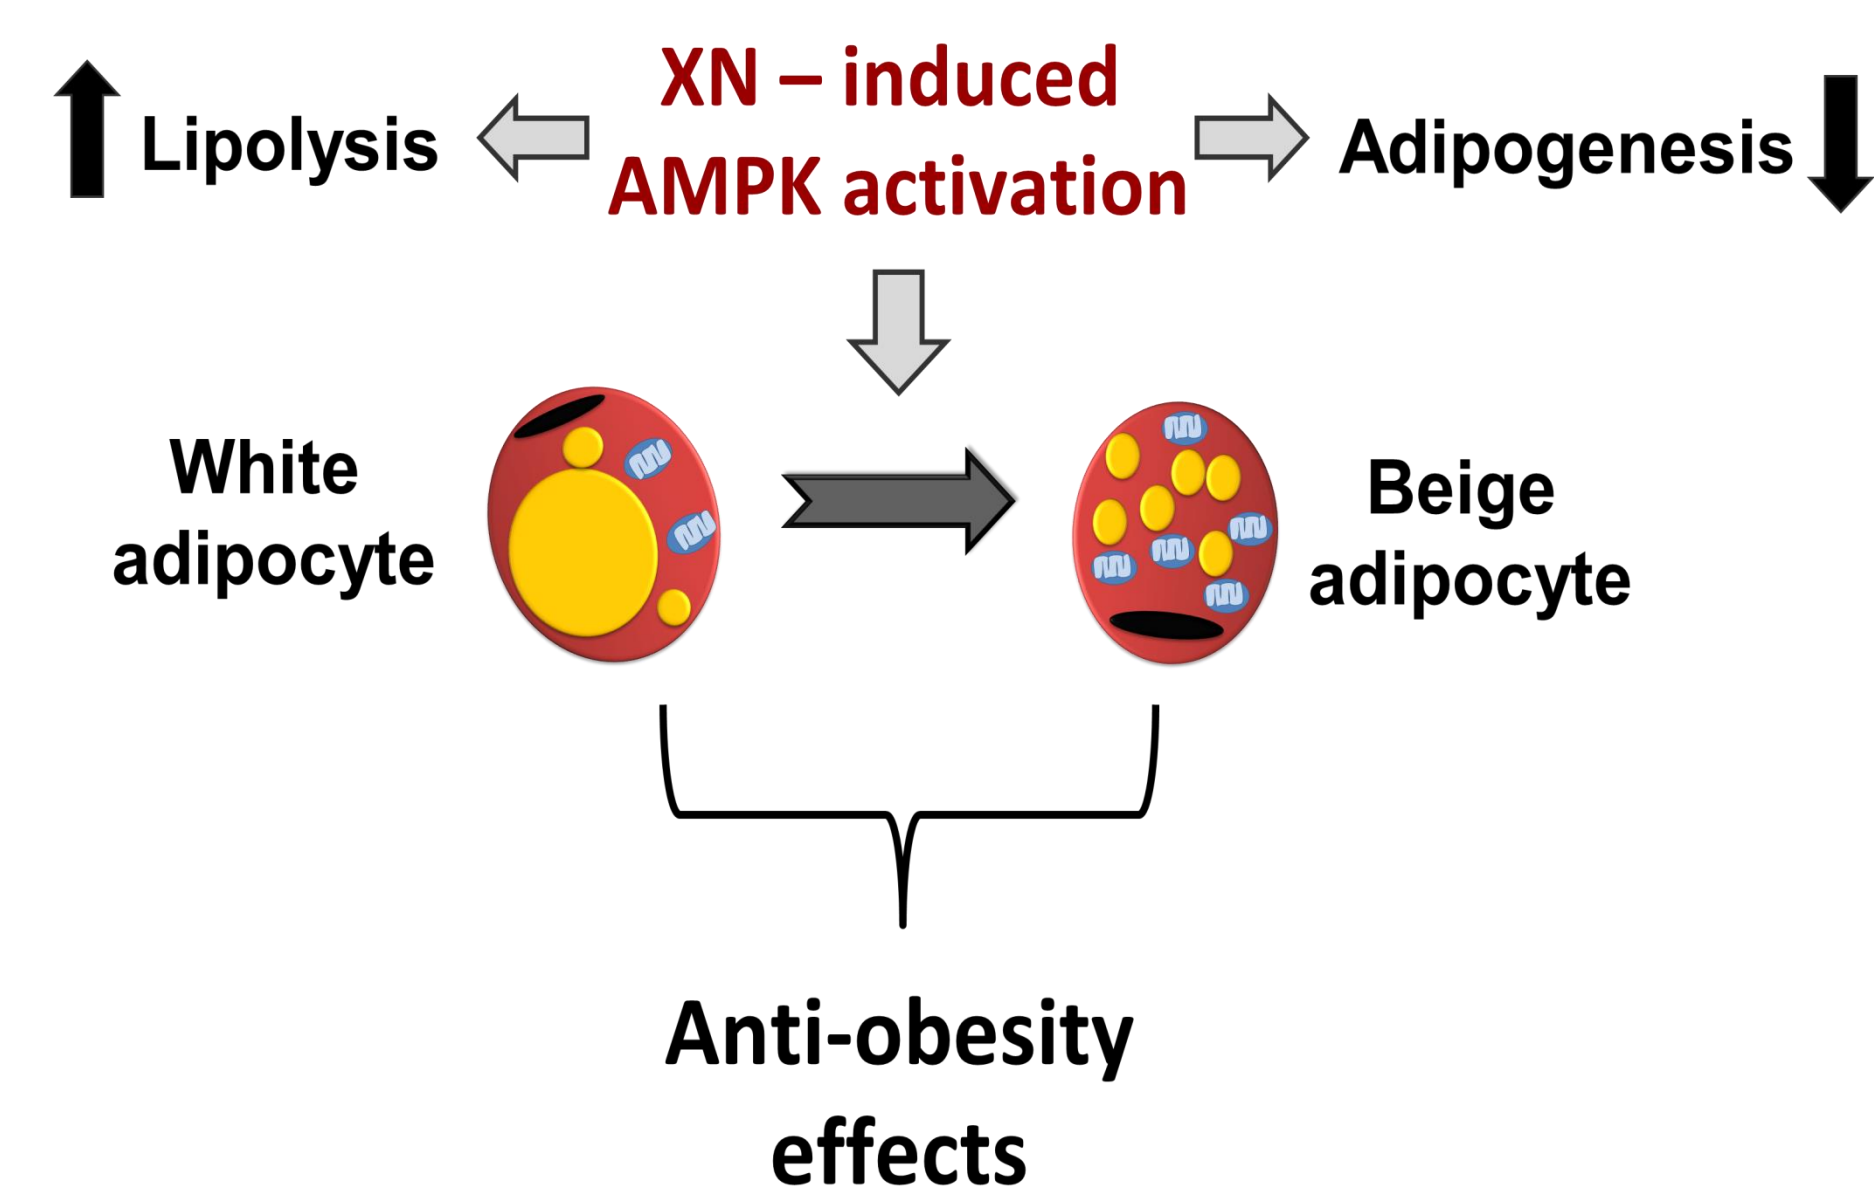 XN – induced
AMPK activation
Lipolysis
Adipogenesis
White
adipocyte
Beige
adipocyte
Anti-obesity
effects